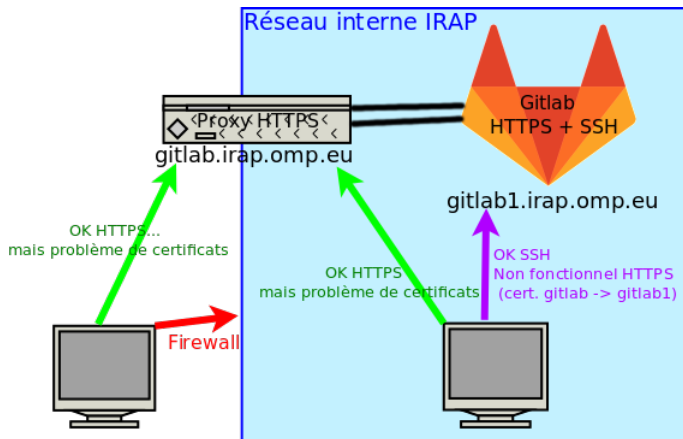 Réseau interne IRAP
Proxy HTTPS
gitlab.irap.omp.eu
Gitlab
HTTPS + SSH
gitlab1.irap.omp.eu
OK HTTPS...
mais problème de certificats
OK HTTPS
mais problème de certificats
OK SSH
Non fonctionnel HTTPS
(cert. gitlab -> gitlab1)
Firewall